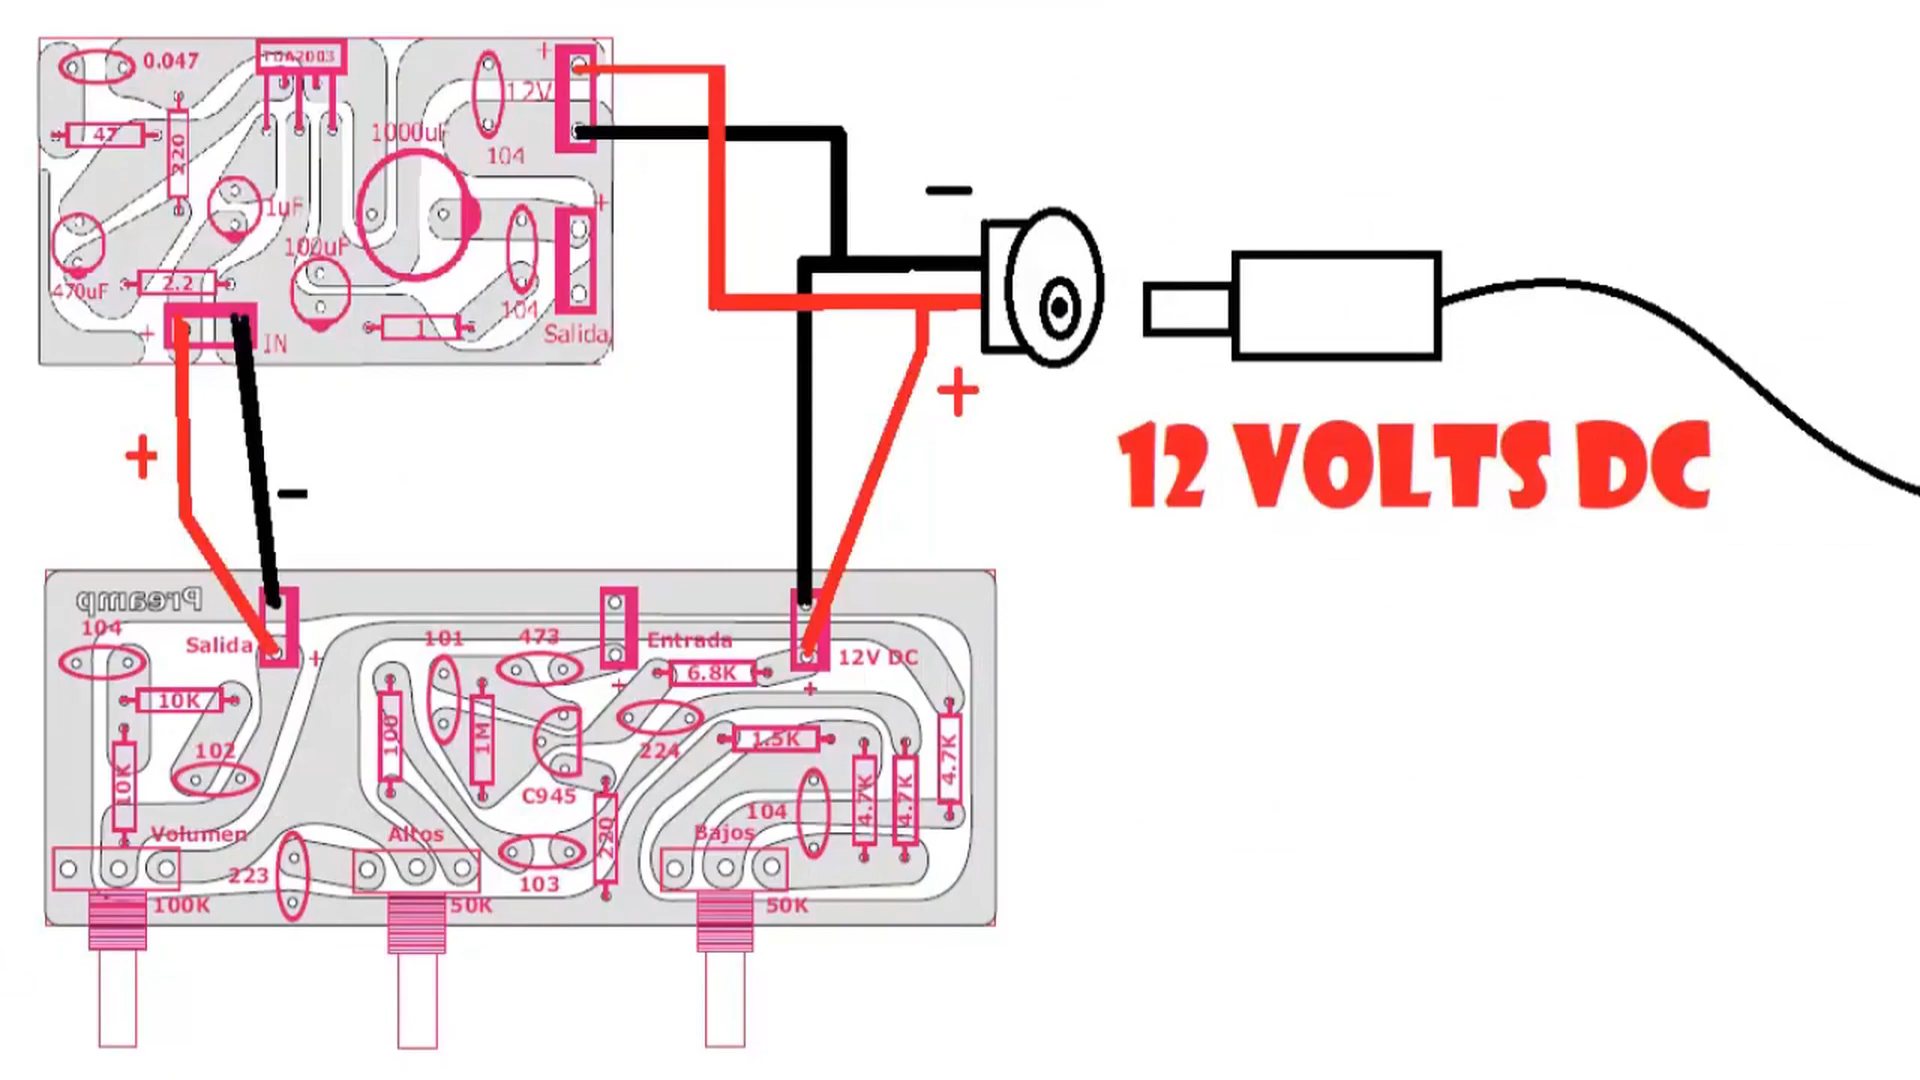 0.047
TDA2003
+
12V
47
220
1000uF
104
-
1uF
+
100uF
470uF
2.2
104
+
IN
1
Salida
+
+
12 VOLTS DC
-
Preamp
104
Salida
+
101
473
Entrada
12V DC
6.8K
+
+
10K
100
1M
224
1.5K
4.7K
102
10K
C945
4.7K
4.7K
104
220
Volumen
Altos
Bajos
223
103
100K
50K
50K